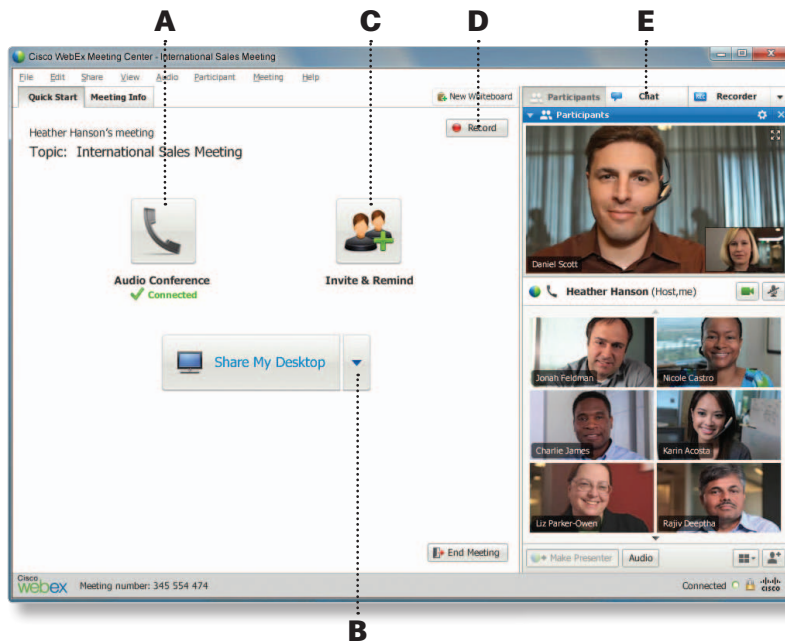 A
C
D
E
Cisco WebEx Meeting Center - International Sales Meeting
File Edit Share View Audio Participant Meeting Help
Quick Start Meeting Info
New Whiteboard
Participants Chat Recorder
Participants
Heather Hanson's meeting
Record
Topic: International Sales Meeting
Daniel Scott
Audio Conference
Connected
Invite & Remind
Heather Hanson (Host,me)
Share My Desktop
Jonah Feldman Nicole Castro
Charlie James Karin Acosta
Liz Parker-Owen Rajiv Deeptha
End Meeting
Make Presenter Audio
Cisco
webex Meeting number: 345 554 474
Connected
CISCO
B